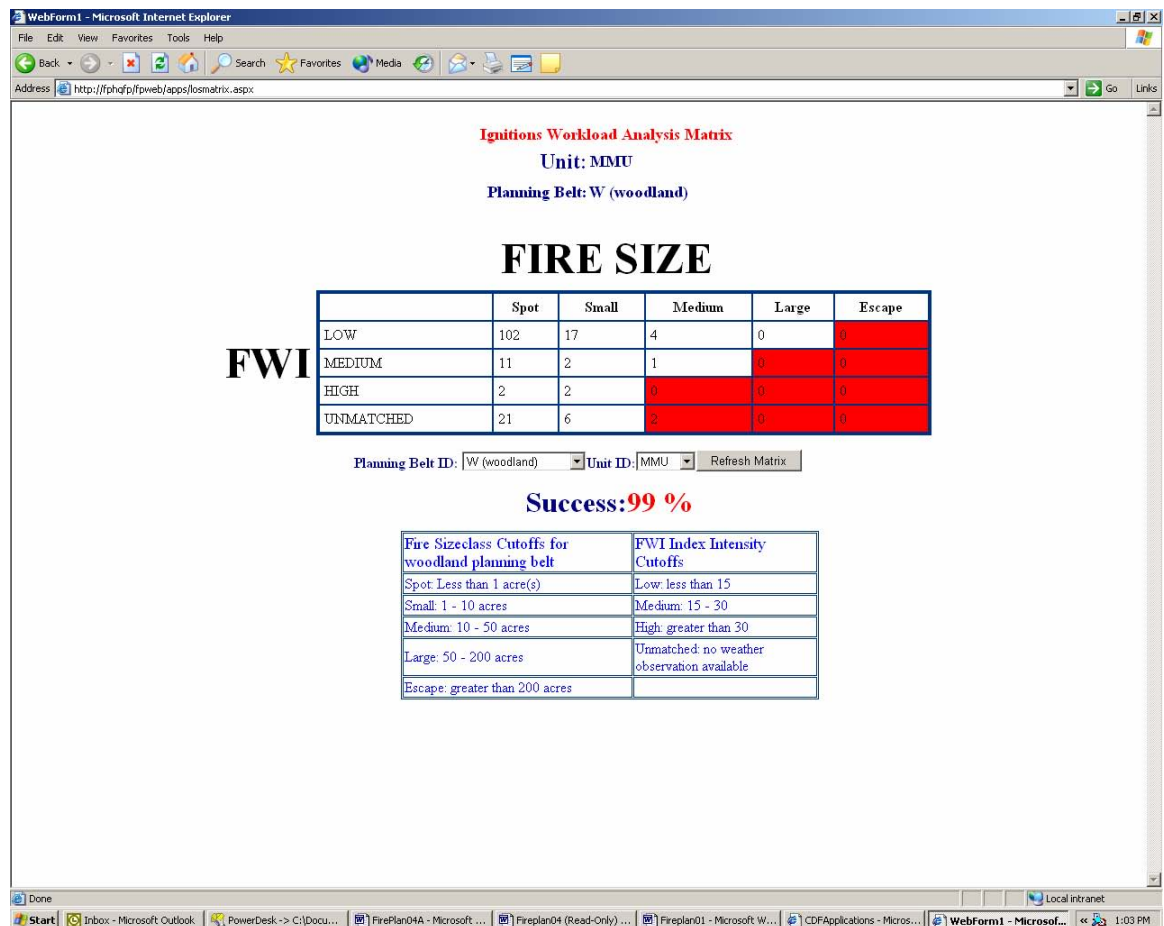 WebForm1 - Microsoft Internet Explorer
File Edit View Favorites Tools Help
Back Search Favorites Media
Address http://fphqfp/fpweb/apps/losmatrix.aspx Go Links
Ignitions Workload Analysis Matrix
Unit: MMU
Planning Belt: W (woodland)
FIRE SIZE
Spot Small Medium Large Escape
LOW 102 17 4 0 0
FWI
MEDIUM 11 2 1 0 0
HIGH 2 2 0 0 0
UNMATCHED 21 6 2 0 0
Planning Belt ID: W (woodland) Unit ID: MMU Refresh Matrix
Success:99 %
Fire Sizeclass Cutoffs for
woodland planning belt
FWI Index Intensity
Cutoffs
Spot: Less than 1 acre(s) Low: less than 15
Small: 1 - 10 acres Medium: 15 - 30
Medium: 10 - 50 acres High: greater than 30
Large: 50 - 200 acres
Unmatched: no weather
observation available
Escape: greater than 200 acres
Done Local intranet
Start Inbox - Microsoft Outlook PowerDesk -> C:\Docu... FirePlan04A - Microsoft ... Fireplan04 (Read-Only) ... Fireplan01 - Microsoft W... CDFApplications - Micros... WebForm1 - Microsof... « 1:03 PM